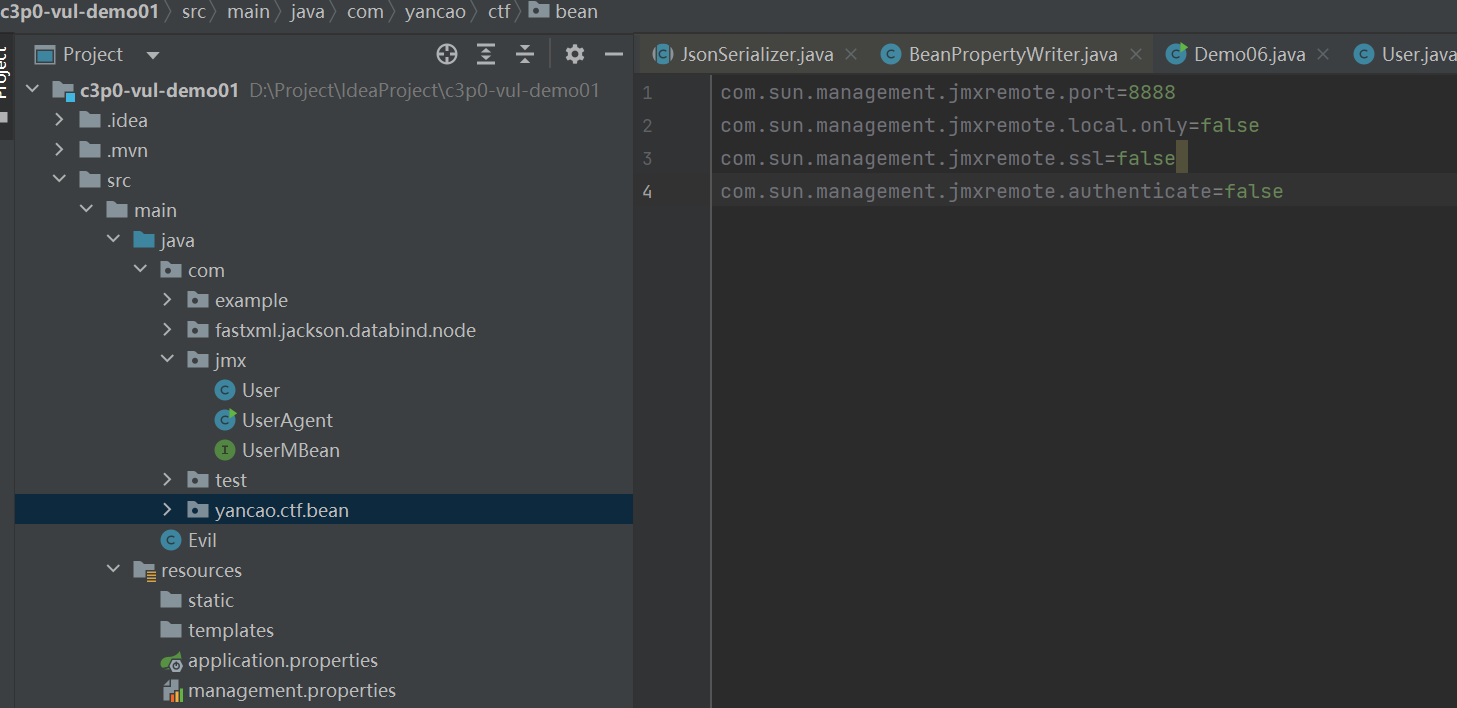 c3p0-vul-demo01 〉 src 〉 main 〉 java 〉 com 〉 yancao 〉 ctf 〉 bean
Project
Project
JsonSerializer.java BeanPropertyWriter.java Demo06.java User.java
c3p0-vul-demo01 D:\Project\IdeaProject\c3p0-vul-demo01
.idea
.mvn
src
main
java
com
example
fastxml.jackson.databind.node
jmx
User
UserAgent
UserMBean
test
yancao.ctf.bean
Evil
resources
static
templates
application.properties
management.properties
1 com.sun.management.jmxremote.port=8888
2 com.sun.management.jmxremote.local.only=false
3 com.sun.management.jmxremote.ssl=false
4 com.sun.management.jmxremote.authenticate=false